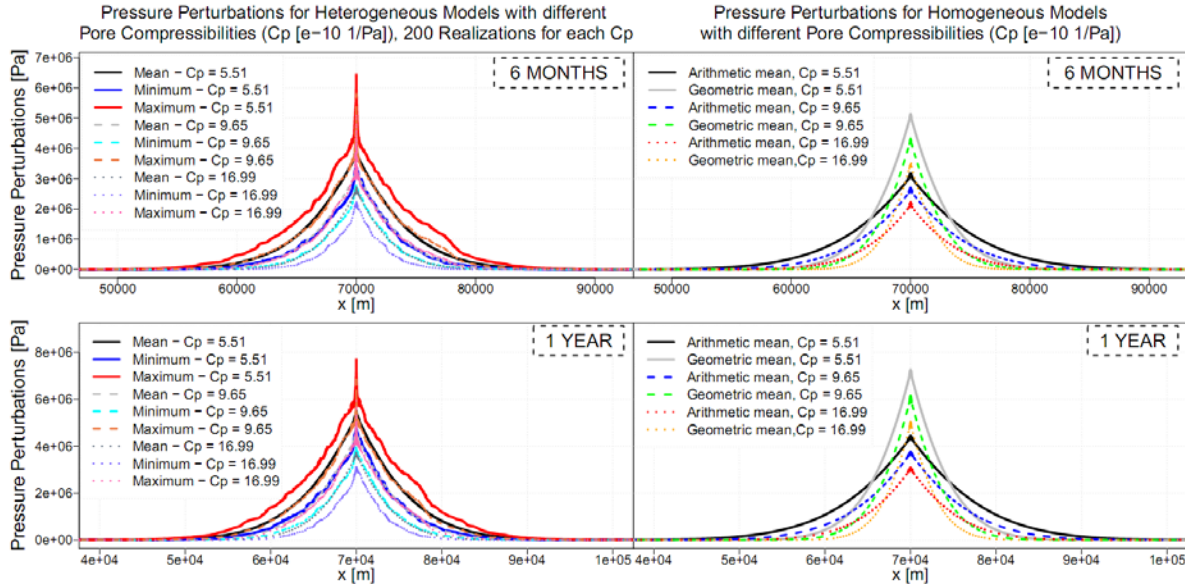 Pressure Perturbations for Heterogeneous Models with different
Pore Compressibilities (Cp [e−10 1/Pa]), 200 Realizations for each Cp
Pressure Perturbations for Homogeneous Models
with different Pore Compressibilities (Cp [e−10 1/Pa])
Pressure Perturbations [Pa]
7e+06
6e+06
5e+06
4e+06
3e+06
2e+06
1e+06
0e+00
Mean − Cp = 5.51
Minimum − Cp = 5.51
Maximum − Cp = 5.51
Mean − Cp = 9.65
Minimum − Cp = 9.65
Maximum − Cp = 9.65
Mean − Cp = 16.99
Minimum − Cp = 16.99
Maximum − Cp = 16.99
6 MONTHS
50000 60000 70000 80000 90000
x [m]
Arithmetic mean, Cp = 5.51
Geometric mean, Cp = 5.51
Arithmetic mean, Cp = 9.65
Geometric mean, Cp = 9.65
Arithmetic mean, Cp = 16.99
Geometric mean,Cp = 16.99
6 MONTHS
50000 60000 70000 80000 90000
x [m]
Pressure Perturbations [Pa]
8e+06
6e+06
4e+06
2e+06
0e+00
Mean − Cp = 5.51
Minimum − Cp = 5.51
Maximum − Cp = 5.51
Mean − Cp = 9.65
Minimum − Cp = 9.65
Maximum − Cp = 9.65
Mean − Cp = 16.99
Minimum − Cp = 16.99
Maximum − Cp = 16.99
1 YEAR
4e+04 5e+04 6e+04 7e+04 8e+04 9e+04 1e+05
x [m]
Arithmetic mean, Cp = 5.51
Geometric mean, Cp = 5.51
Arithmetic mean, Cp = 9.65
Geometric mean, Cp = 9.65
Arithmetic mean, Cp = 16.99
Geometric mean,Cp = 16.99
1 YEAR
4e+04 5e+04 6e+04 7e+04 8e+04 9e+04 1e+05
x [m]